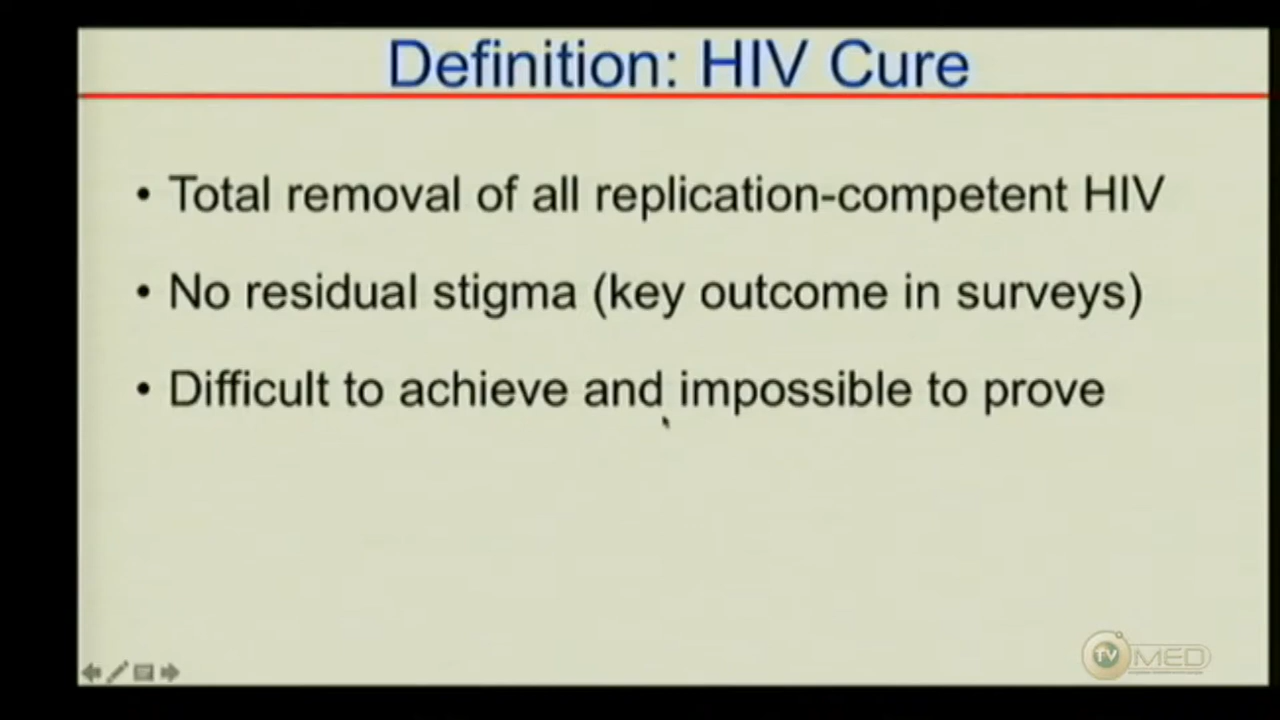 Definition: HIV Cure
• Total removal of all replication-competent HIV
• No residual stigma (key outcome in surveys)
• Difficult to achieve and impossible to prove
TV MED